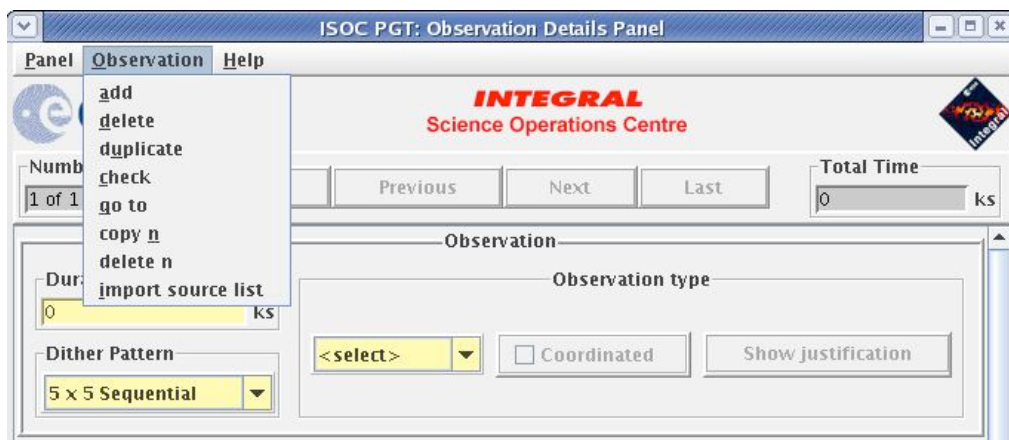 ISOC PGT: Observation Details Panel
Panel Observation Help
add
delete
duplicate
check
go to
copy n
delete n
import source list
INTEGRAL
Science Operations Centre
Integral
Numb
1 of 1
Previous Next Last
Total Time
0 ks
Observation
Dura
0 ks
Dither Pattern
5 x 5 Sequential
Observation type
<select>
Coordinated
Show justification